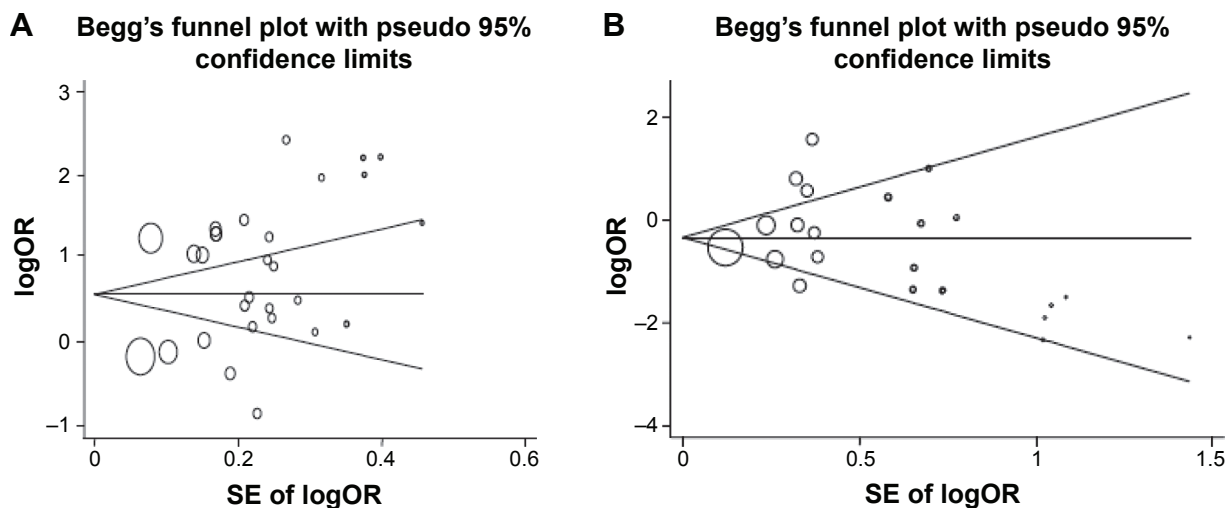 A
Begg’s funnel plot with pseudo 95%
confidence limits
logOR
3
2
1
0
–1
0
0.2
0.4
0.6
SE of logOR
B
Begg’s funnel plot with pseudo 95%
confidence limits
logOR
2
0
–2
–4
0
0.5
1
1.5
SE of logOR